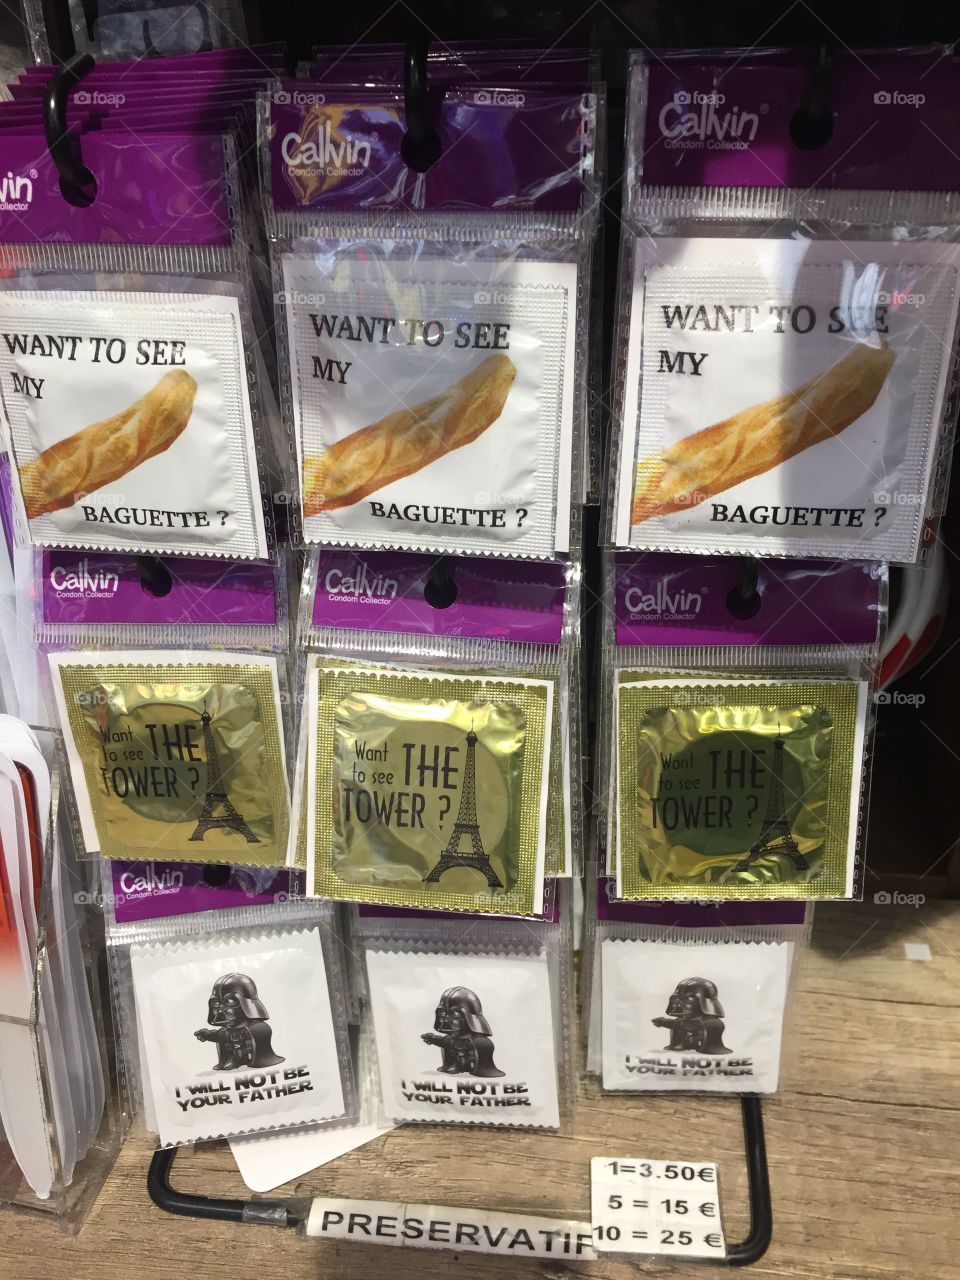 vin®
Collector
Callvin®
Condom Collector
Callvin®
Condom Collector
WANT TO SEE
MY
BAGUETTE ?
WANT TO SEE
MY
BAGUETTE ?
WANT TO SEE
MY
BAGUETTE ?
Callvin
Condom Collector
Callvin
Condom Collector
Callvin®
Condom Collector
Want
to see THE
TOWER ?
Want
to see THE
TOWER ?
Want
to see THE
TOWER ?
Callvin
Condom Collector
I WILL NOT BE
YOUR FATHER
I WILL NOT BE
YOUR FATHER
I WILL NOT BE
YOUR FATHER
PRESERVATIF
1=3.50€
5 = 15 €
10 = 25 €
foap